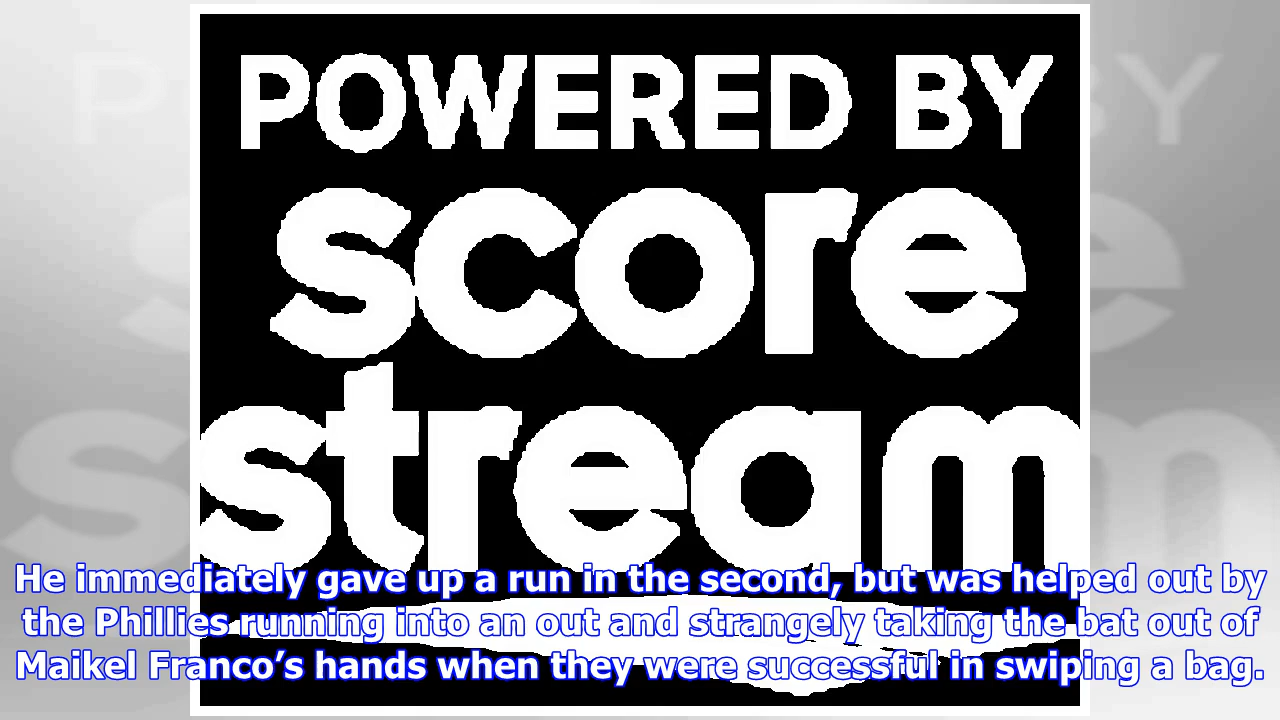 POWERED BY
score
stream
He immediately gave up a run in the second, but was helped out by
the Phillies running into an out and strangely taking the bat out of
Maikel Franco’s hands when they were successful in swiping a bag.